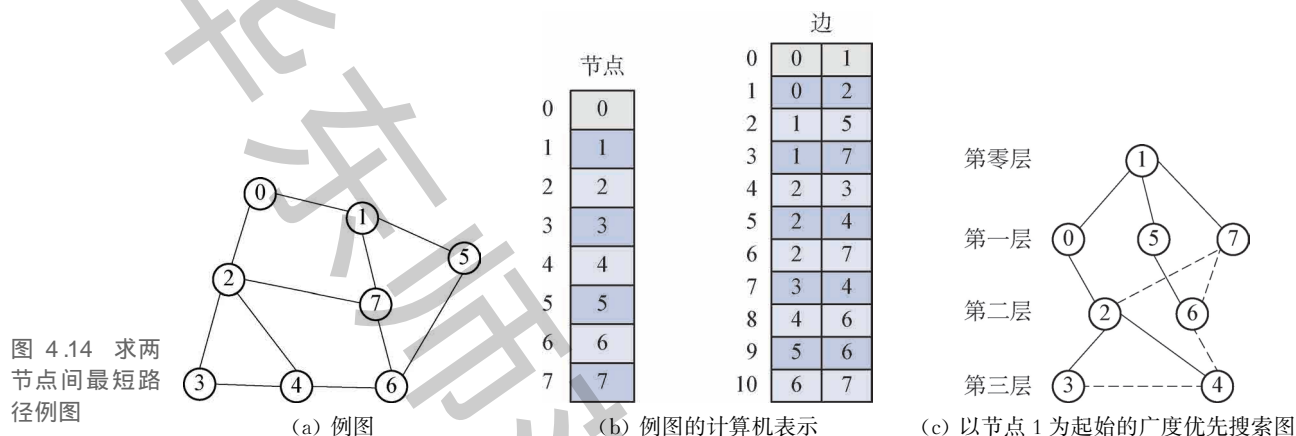 边
节点
0 0 1
1 0 2
2 1 5
3 1 7
4 2 3
5 2 4
6 2 7
7 3 4
8 4 6
9 5 6
10 6 7
0 0
1 1
2 2
3 3
4 4
5 5
6 6
7 7
0
1
5
2
7
3
4
6
第零层 1
第一层 0 5 7
第二层 2 6
第三层 3 4
图 4.14 求两
节点间最短路
径例图
(a) 例图
(b) 例图的计算机表示
(c) 以节点 1 为起始的广度优先搜索图